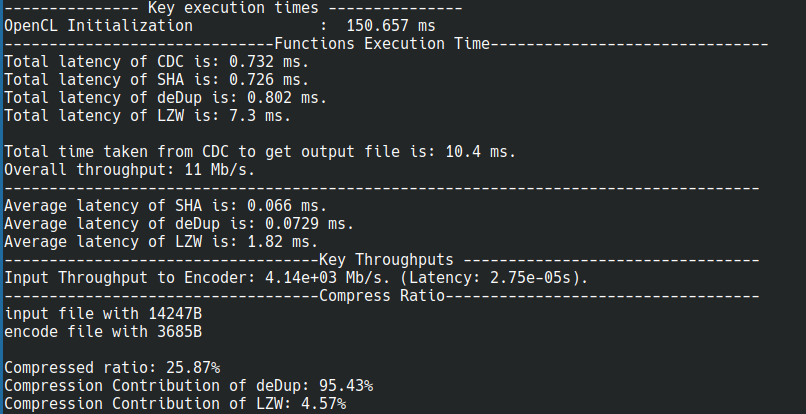 --------------- Key execution times ---------------
OpenCL Initialization              :  150.657 ms
------------------------------Functions Execution Time-------------------------------
Total latency of CDC is: 0.732 ms.
Total latency of SHA is: 0.726 ms.
Total latency of deDup is: 0.802 ms.
Total latency of LZW is: 7.3 ms.
Total time taken from CDC to get output file is: 10.4 ms.
Overall throughput: 11 Mb/s.
------------------------------------------------------------------------------------
Average latency of SHA is: 0.066 ms.
Average latency of deDup is: 0.0729 ms.
Average latency of LZW is: 1.82 ms.
-----------------------------------Key Throughputs ---------------------------------
Input Throughput to Encoder: 4.14e+03 Mb/s. (Latency: 2.75e-05s).
-----------------------------------Compress Ratio-----------------------------------
input file with 14247B
encode file with 3685B
Compressed ratio: 25.87%
Compression Contribution of deDup: 95.43%
Compression Contribution of LZW: 4.57%